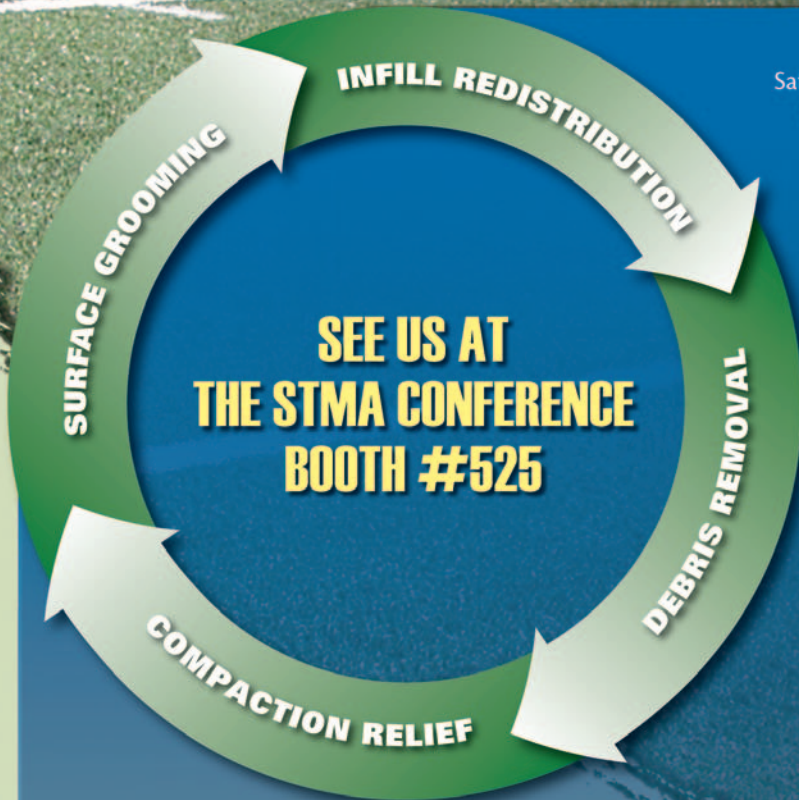 INFILL REDISTRIBUTION
DEBRIS REMOVAL
COMPACTION RELIEF
SURFACE GROOMING
SEE US AT
THE STMA CONFERENCE
BOOTH #525